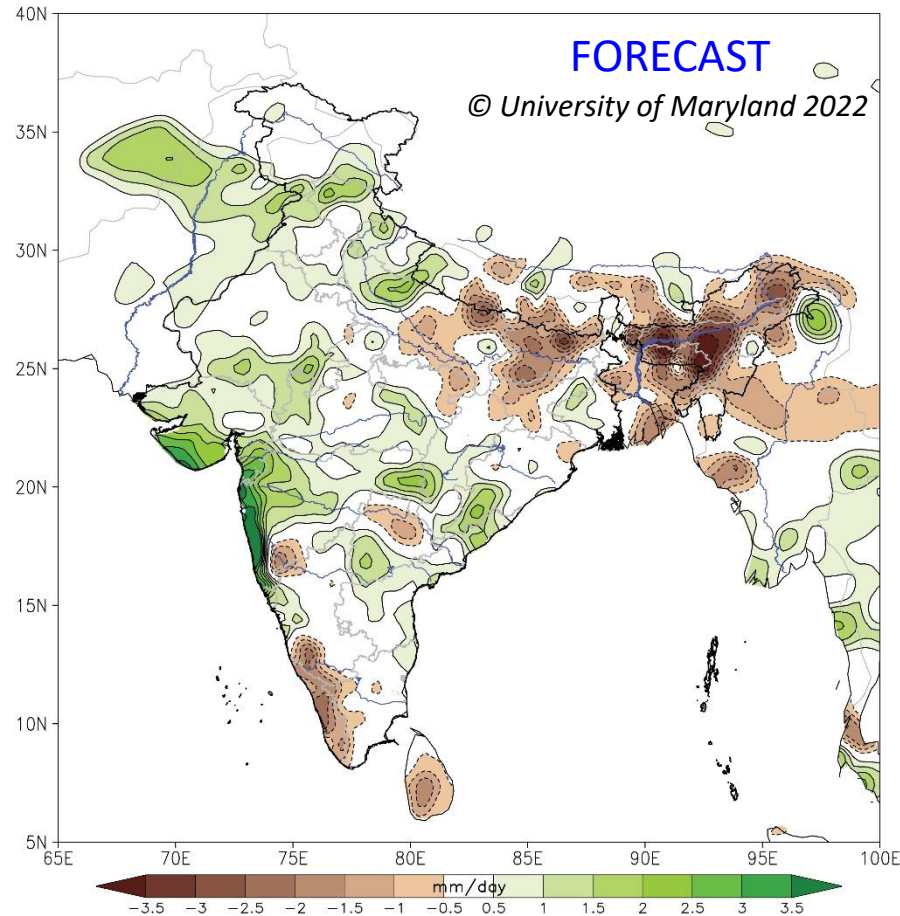 40N
FORECAST
© University of Maryland 2022
35N
30N
25N
20N
15N
10N
5N
65E 70E 75E 80E 85E 90E 95E 100E
mm/day
-3.5 -3 -2.5 -2 -1.5 -1 -0.5 0.5 1 1.5 2 2.5 3 3.5